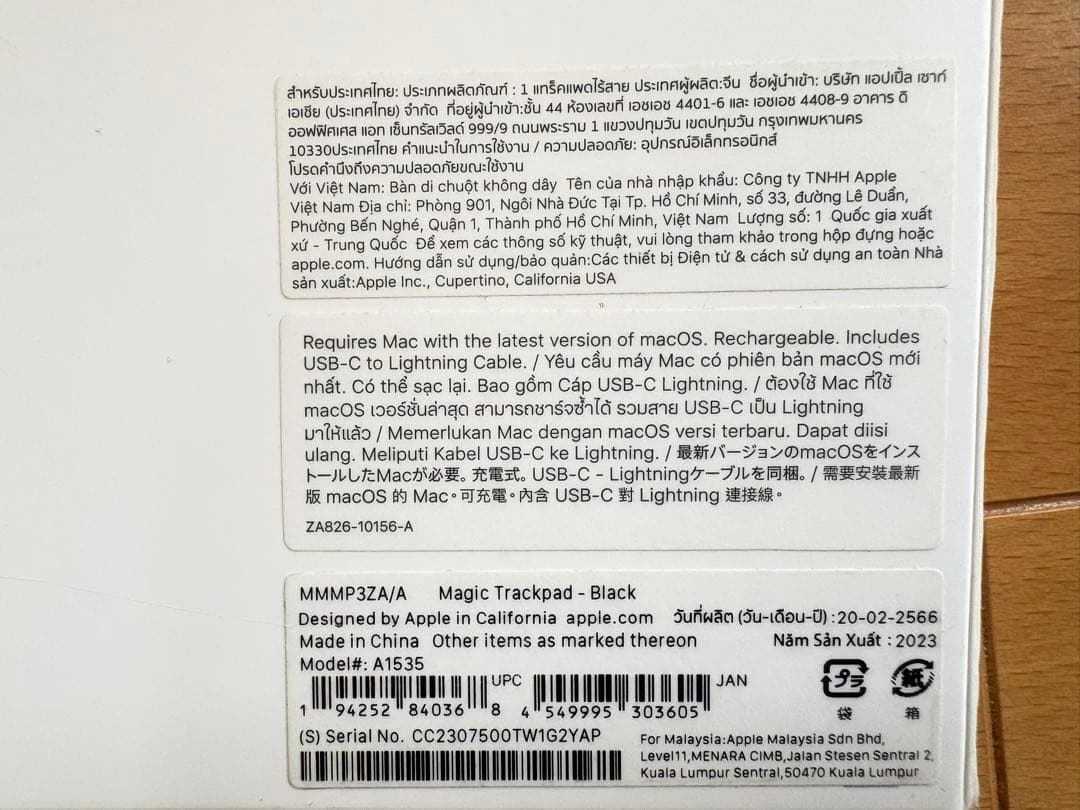 สำหรับประเทศไทย: ประเภทผลิตภัณฑ์ : 1 แทร็คแพดไร้สาย ประเทศผู้ผลิต:จีน ชื่อผู้นำเข้า: บริษัท แอปเปิ้ล เซาท์
เอเชีย (ประเทศไทย) จำกัด ที่อยู่ผู้นำเข้า:ชั้น 44 ห้องเลขที่ เอชเอช 4401-6 และ เอชเอช 4408-9 อาคาร ดิ
ออฟฟิศเศส แอท เซ็นทรัลเวิลด์ 999/9 ถนนพระราม 1 แขวงปทุมวัน เขตปทุมวัน กรุงเทพมหานคร
10330ประเทศไทย คำแนะนำในการใช้งาน / ความปลอดภัย: อุปกรณ์อิเล็กทรอนิกส์
โปรดคำนึงถึงความปลอดภัยขณะใช้งาน
Với Việt Nam: Bàn di chuột không dây Tên của nhà nhập khẩu: Công ty TNHH Apple
Việt Nam Địa chỉ: Phòng 901, Ngôi Nhà Đức Tại Tp. Hồ Chí Minh, số 33, đường Lê Duẩn,
Phường Bến Nghé, Quận 1, Thành phố Hồ Chí Minh, Việt Nam Lượng số: 1 Quốc gia xuất
xứ - Trung Quốc Để xem các thông số kỹ thuật, vui lòng tham khảo trong hộp đựng hoặc
apple.com. Hướng dẫn sử dụng/bảo quản:Các thiết bị Điện tử & cách sử dụng an toàn Nhà
sản xuất:Apple Inc., Cupertino, California USA
Requires Mac with the latest version of macOS. Rechargeable. Includes
USB-C to Lightning Cable. / Yêu cầu máy Mac có phiên bản macOS mới
nhất. Có thể sạc lại. Bao gồm Cáp USB-C Lightning. / ต้องใช้ Mac ที่ใช้
macOS เวอร์ชั่นล่าสุด สามารถชาร์จซ้ำได้ รวมสาย USB-C เป็น Lightning
มาให้แล้ว / Memerlukan Mac dengan macOS versi terbaru. Dapat diisi
ulang. Meliputi Kabel USB-C ke Lightning. / 最新バージョンのmacOSをインス
トールしたMacが必要。充電式。USB-C - Lightningケーブルを同梱。/ 需要安裝最新
版 macOS 的 Mac。可充電。內含 USB-C 對 Lightning 連接線。
ZA826-10156-A
MMMP3ZA/A Magic Trackpad - Black
Designed by Apple in California apple.com วันที่ผลิต (วัน-เดือน-ปี) :20-02-2566
Made in China Other items as marked thereon Năm Sản Xuất : 2023
Model#: A1535
UPC JAN プラ 紙
1 94252 84036 8 4 549995 303605 袋 箱
(S) Serial No. CC2307500TW1G2YAP
For Malaysia:Apple Malaysia Sdn Bhd,
Level11,MENARA CIMB,Jalan Stesen Sentral 2,
Kuala Lumpur Sentral,50470 Kuala Lumpur